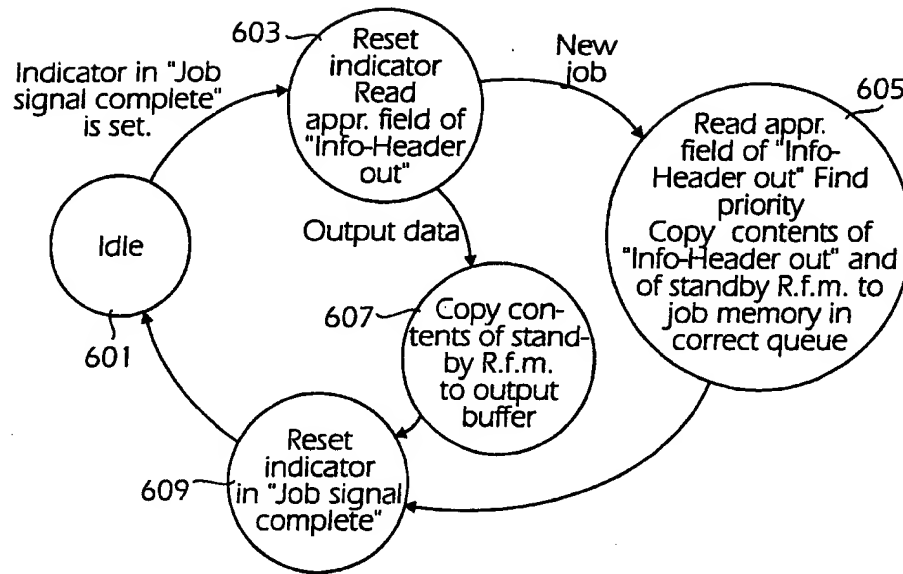 603
Reset
indicator
Read
appr. field of
"Info-Header
out"
New
job
Indicator in "Job
signal complete"
is set.
605
Read appr.
field of "Info-
Header out" Find
priority
Copy contents of
"Info-Header out" and
of standby R.f.m. to
job memory in
correct queue
Idle
601
Output data
607
Copy con-
tents of stand-
by R.f.m.
to output
buffer
609
Reset
indicator
in "Job signal
complete"